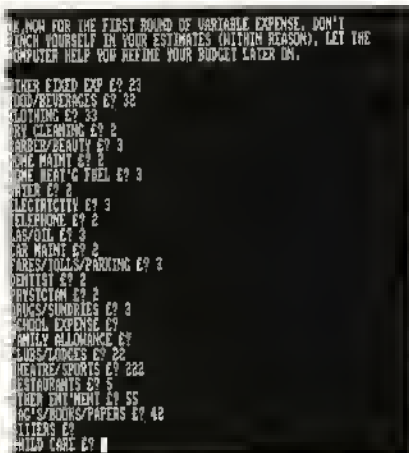 NOW FOR THE FIRST ROUND OF VARIABLE EXPENSE. DON'T
PINCH YOURSELF IN YOUR ESTIMATES (WITHIN REASON). LET THE
COMPUTER HELP YOU REFINE YOUR BUDGET LATER ON.
OTHER FIXED EXP £? 23
FOOD/BEVERAGES £? 32
CLOTHING £? 33
DRY CLEANING £? 2
BARBER/BEAUTY £? 3
HOME MAINT £? 2
HOME HEAT'G FUEL £? 3
WATER £? 2
ELECTRICITY £? 3
TELEPHONE £? 2
GAS/OIL £? 3
CAR MAINT £? 2
FARES/TOLLS/PARKING £? 3
DENTIST £? 2
PHYSICIAN £? 2
DRUGS/SUNDRIES £? 3
SCHOOL EXPENSE £?
FAMILY ALLOWANCE £?
CLUBS/LODGES £? 22
THEATRE/SPORTS £? 222
RESTAURANTS £? 5
OTHER ENT'MENT £? 55
MAG'S/BOOKS/PAPERS £? 42
SITTERS £?
CHILD CARE £?